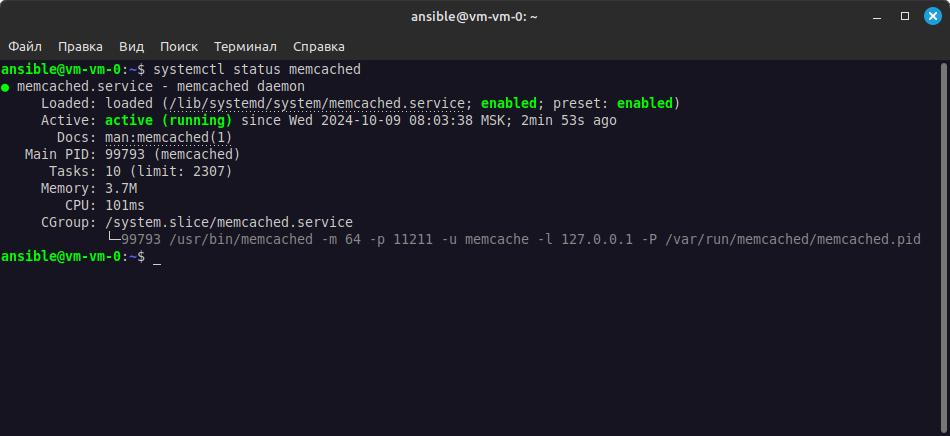 ansible@vm-vm-0: ~
Файл Правка Вид Поиск Терминал Справка
ansible@vm-vm-0:~$ systemctl status memcached
● memcached.service - memcached daemon
Loaded: loaded (/lib/systemd/system/memcached.service; enabled; preset: enabled)
Active: active (running) since Wed 2024-10-09 08:03:38 MSK; 2min 53s ago
Docs: man:memcached(1)
Main PID: 99793 (memcached)
Tasks: 10 (limit: 2307)
Memory: 3.7M
CPU: 101ms
CGroup: /system.slice/memcached.service
└─99793 /usr/bin/memcached -m 64 -p 11211 -u memcache -l 127.0.0.1 -P /var/run/memcached/memcached.pid
ansible@vm-vm-0:~$ _